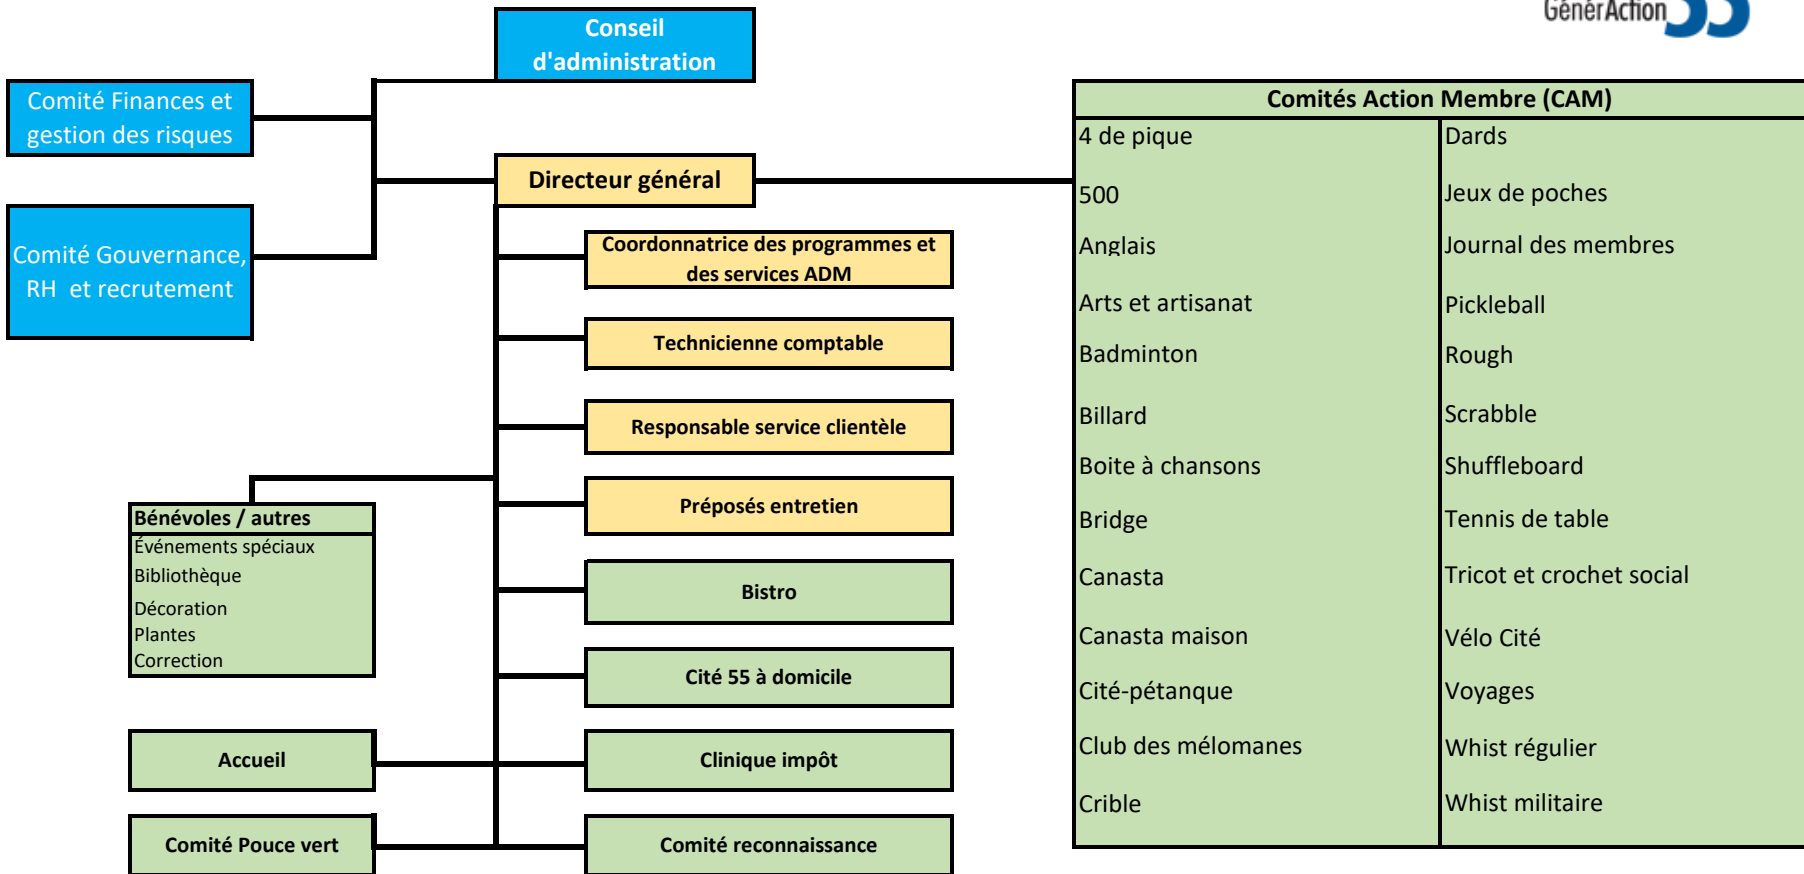 GénérAction 55
Conseil
d'administration
Comité Finances et
gestion des risques
Comité Gouvernance,
RH  et recrutement
Directeur général
Coordonnatrice des programmes et
des services ADM
Technicienne comptable
Responsable service clientèle
Préposés entretien
Bistro
Cité 55 à domicile
Clinique impôt
Comité reconnaissance
Bénévoles / autres
Événements spéciaux
Bibliothèque
Décoration
Plantes
Correction
Accueil
Comité Pouce vert
Comités Action Membre (CAM)
4 de pique
500
Anglais
Arts et artisanat
Badminton
Billard
Boite à chansons
Bridge
Canasta
Canasta maison
Cité-pétanque
Club des mélomanes
Crible
Dards
Jeux de poches
Journal des membres
Pickleball
Rough
Scrabble
Shuffleboard
Tennis de table
Tricot et crochet social
Vélo Cité
Voyages
Whist régulier
Whist militaire